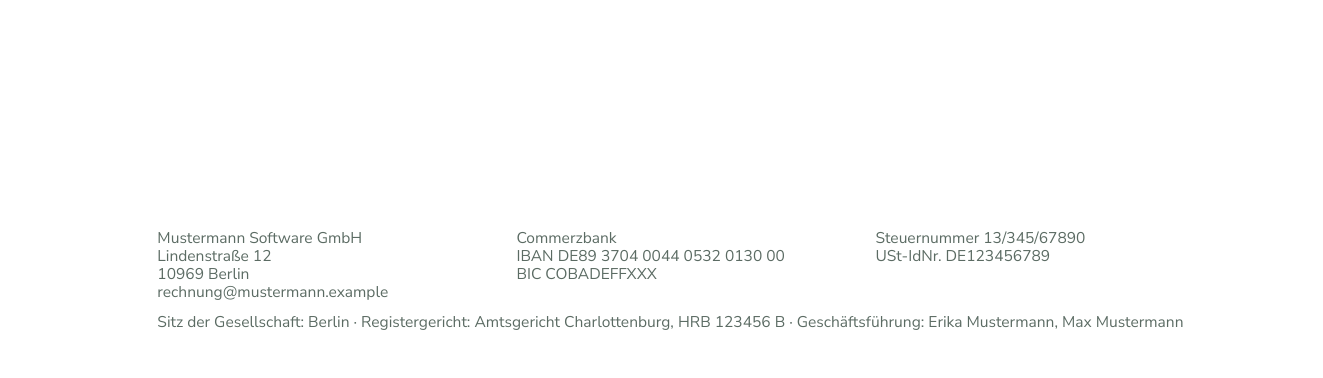 Mustermann Software GmbH
Lindenstraße 12
10969 Berlin
rechnung@mustermann.example
Commerzbank
IBAN DE89 3704 0044 0532 0130 00
BIC COBADEFFXXX
Steuernummer 13/345/67890
USt-IdNr. DE123456789
Sitz der Gesellschaft: Berlin · Registergericht: Amtsgericht Charlottenburg, HRB 123456 B · Geschäftsführung: Erika Mustermann, Max Mustermann